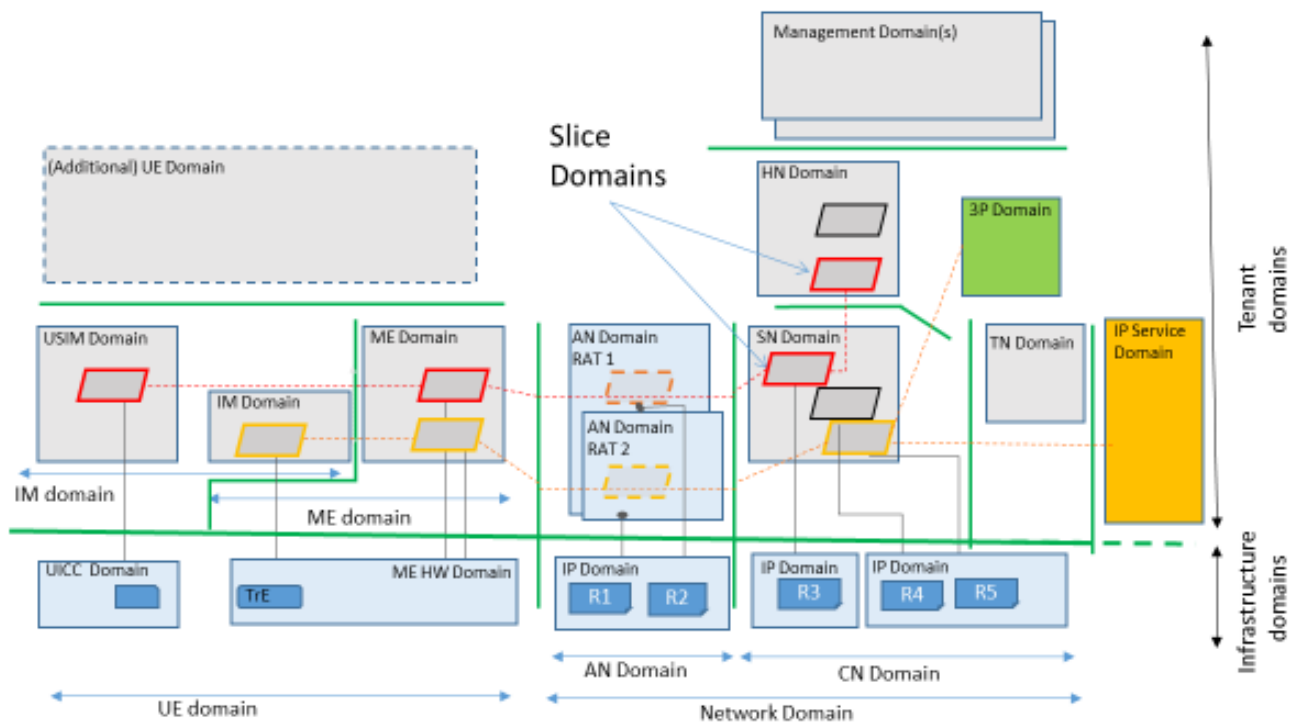 Management Domain(s)
Slice
Domains
(Additional) UE Domain
HN Domain
3P Domain
Tenant
domains
USIM Domain
ME Domain
AN Domain
RAT 1
SN Domain
TN Domain
IP Service
Domain
IM Domain
AN Domain
RAT 2
IM domain
ME domain
UICC Domain
ME HW Domain
TrE
IP Domain
R1
R2
IP Domain
R3
IP Domain
R4
R5
Infrastructure
domains
AN Domain
CN Domain
UE domain
Network Domain